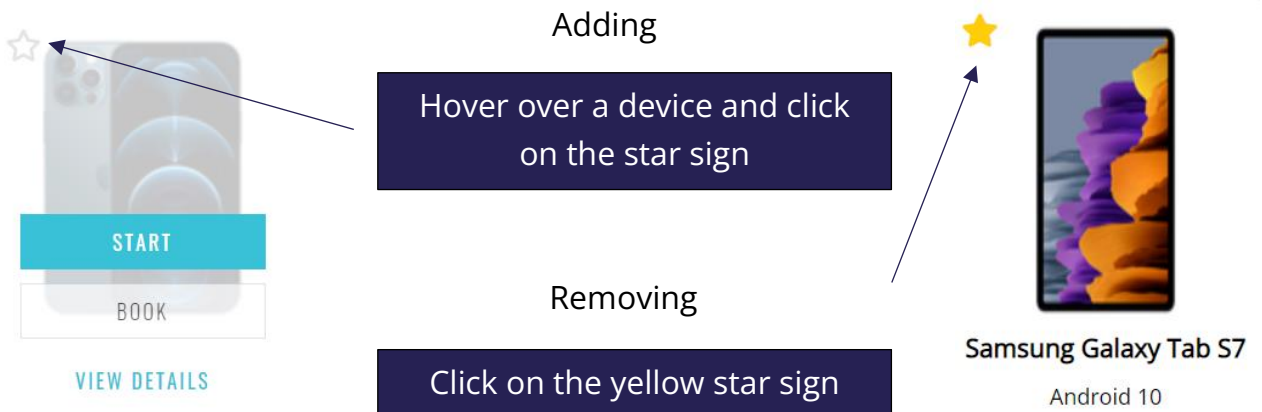 Adding
Hover over a device and click
on the star sign
START
BOOK
VIEW DETAILS
Removing
Click on the yellow star sign
Samsung Galaxy Tab S7
Android 10